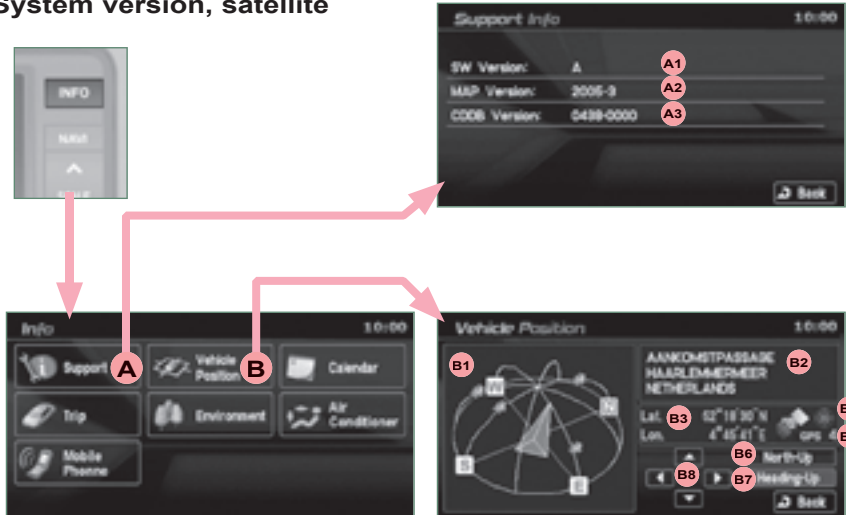 System version, satellite
INFO
NAVI
Support Info 10:00
SW Version: A A1
MAP Version: 2005-3 A2
CDDB Version: 0438-0000 A3
Back
Info 10:00
Support A
Vehicle Position B
Calendar
Trip
Environment
Air Conditioner
Mobile Phonne
Vehicle Position 10:00
B1
W
N
S
E
AANKOMSTPASSAGE B2
HAARLEMMERMEER
NETHERLANDS
Lat. B3 52°18'30"N
Lon. 4°45'41"E GPS
B6 North-Up
B8 B7 Heading-Up
Back